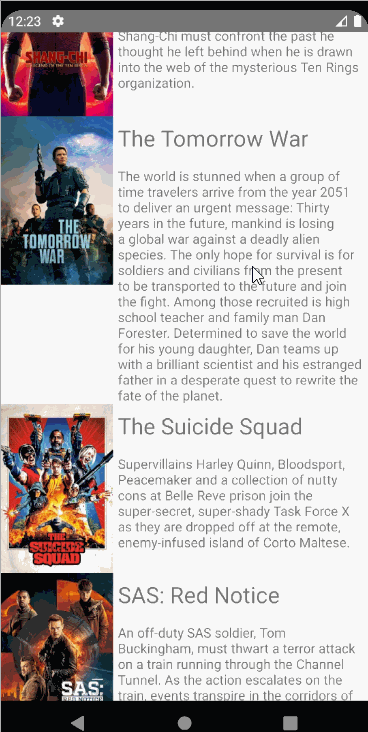 12:23
Shang-Chi must confront the past he
thought he left behind when he is drawn
into the web of the mysterious Ten Rings
organization.
SHANG-CHI
The Tomorrow War
The world is stunned when a group of
time travelers arrive from the year 2051
to deliver an urgent message: Thirty
years in the future, mankind is losing
a global war against a deadly alien
species. The only hope for survival is for
soldiers and civilians from the present
to be transported to the future and join
the fight. Among those recruited is high
school teacher and family man Dan
Forester. Determined to save the world
for his young daughter, Dan teams up
with a brilliant scientist and his estranged
father in a desperate quest to rewrite the
fate of the planet.
THE
TOMORROW
WAR
The Suicide Squad
Supervillains Harley Quinn, Bloodsport,
Peacemaker and a collection of nutty
cons at Belle Reve prison join the
super-secret, super-shady Task Force X
as they are dropped off at the remote,
enemy-infused island of Corto Maltese.
THE
SUICIDE
SQUAD
SAS: Red Notice
An off-duty SAS soldier, Tom
Buckingham, must thwart a terror attack
on a train running through the Channel
Tunnel. As the action escalates on the
train, events transpire in the corridors of
SAS:
RED NOTICE